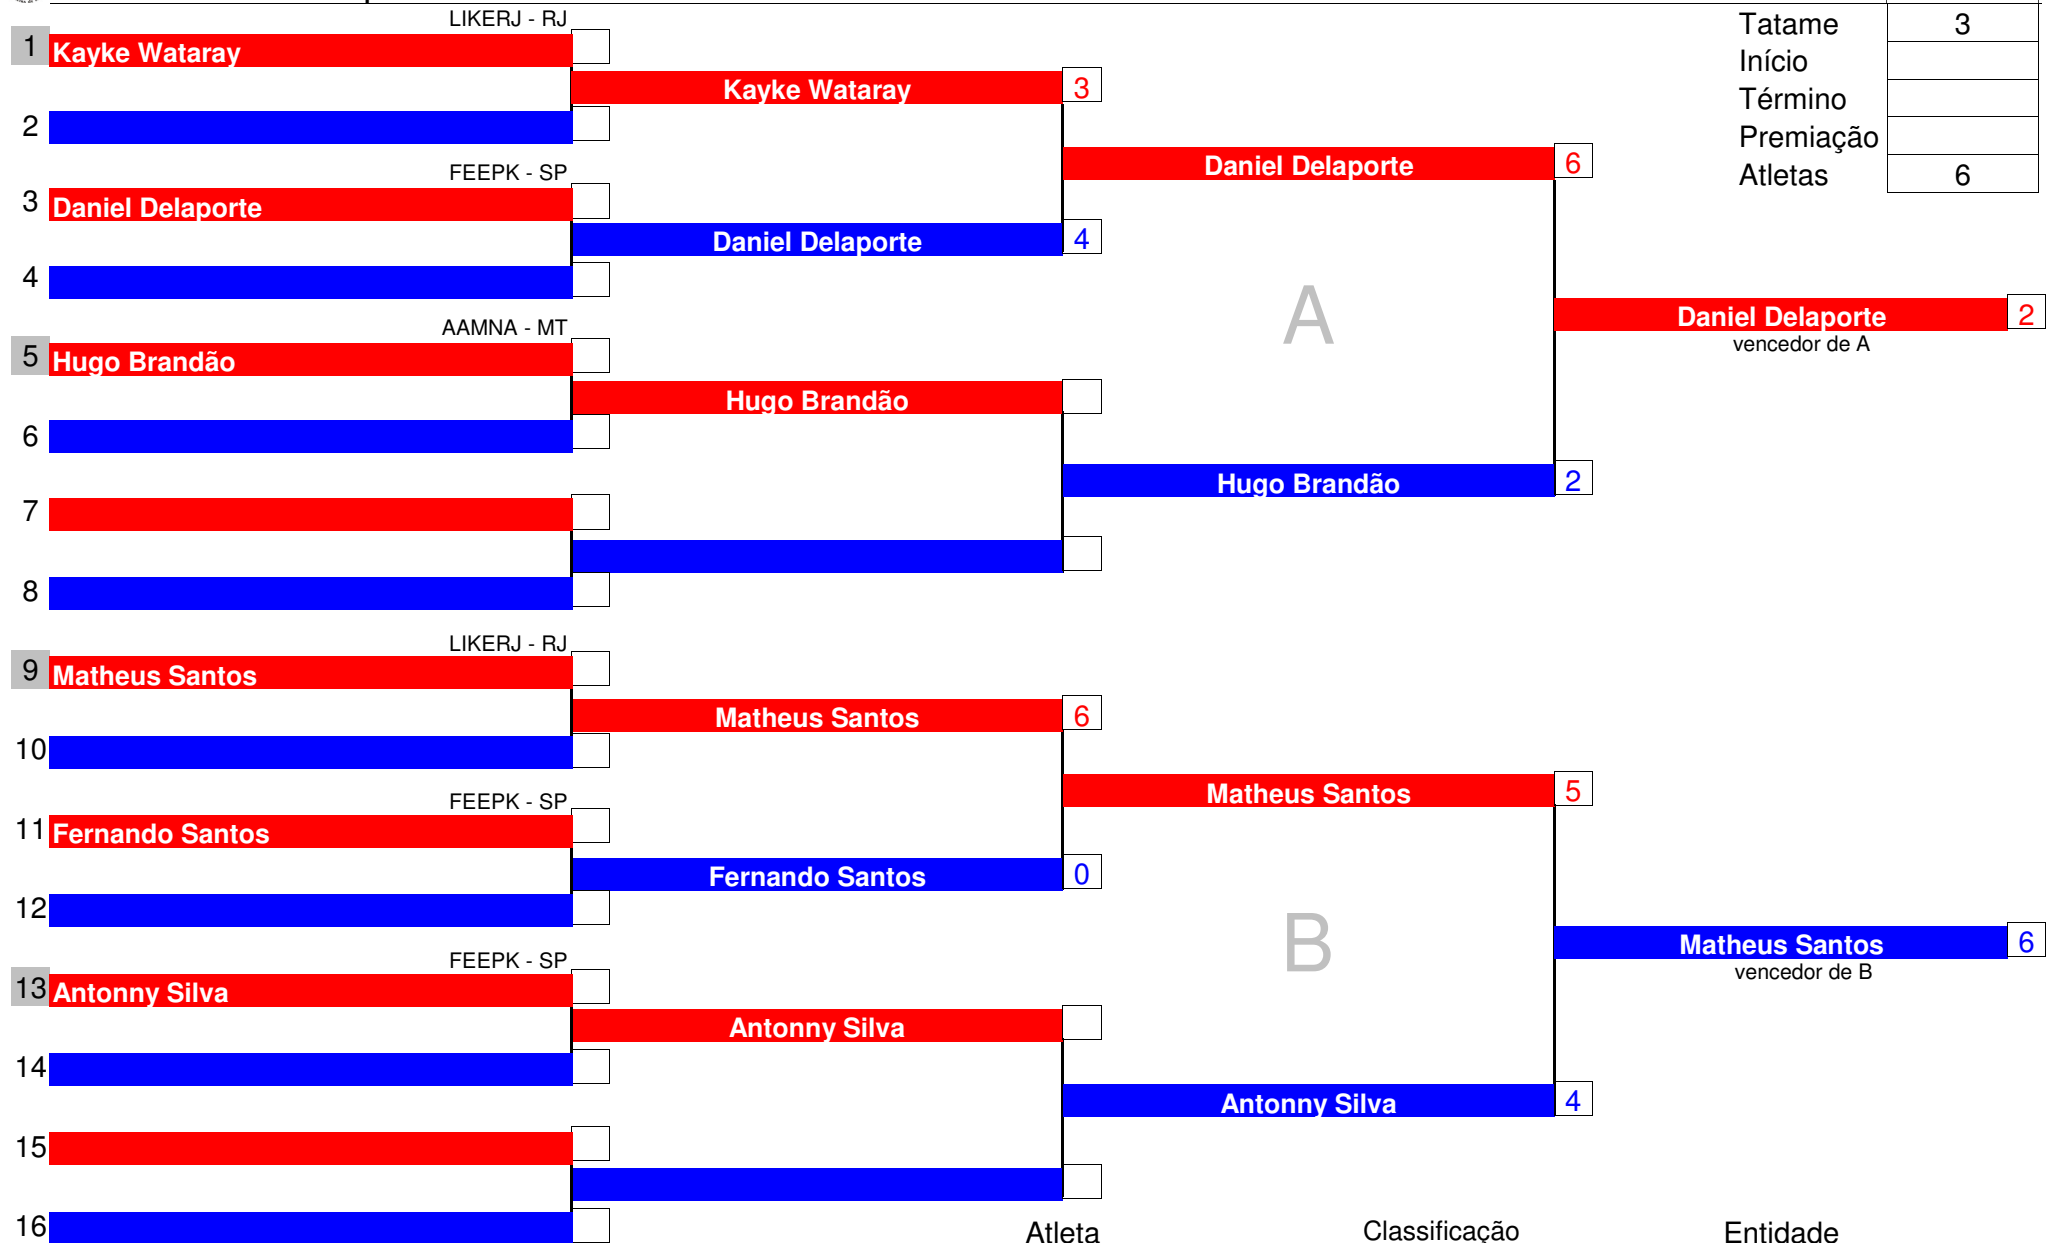 LIKERJ - RJ
Tatame 3
1 Kayke Wataray
Início
Kayke Wataray 3
Término
2
Premiação
Daniel Delaporte 6
FEEPK - SP
Atletas 6
3 Daniel Delaporte
Daniel Delaporte 4
4
A
Daniel Delaporte 2
AAMNA - MT
vencedor de A
5 Hugo Brandão
Hugo Brandão
6
Hugo Brandão 2
7
8
LIKERJ - RJ
9 Matheus Santos
Matheus Santos 6
10
Matheus Santos 5
FEEPK - SP
11 Fernando Santos
Fernando Santos 0
12
B
Matheus Santos 6
FEEPK - SP
vencedor de B
13 Antonny Silva
Antonny Silva
14
Antonny Silva 4
15
16
Atleta Classificação Entidade